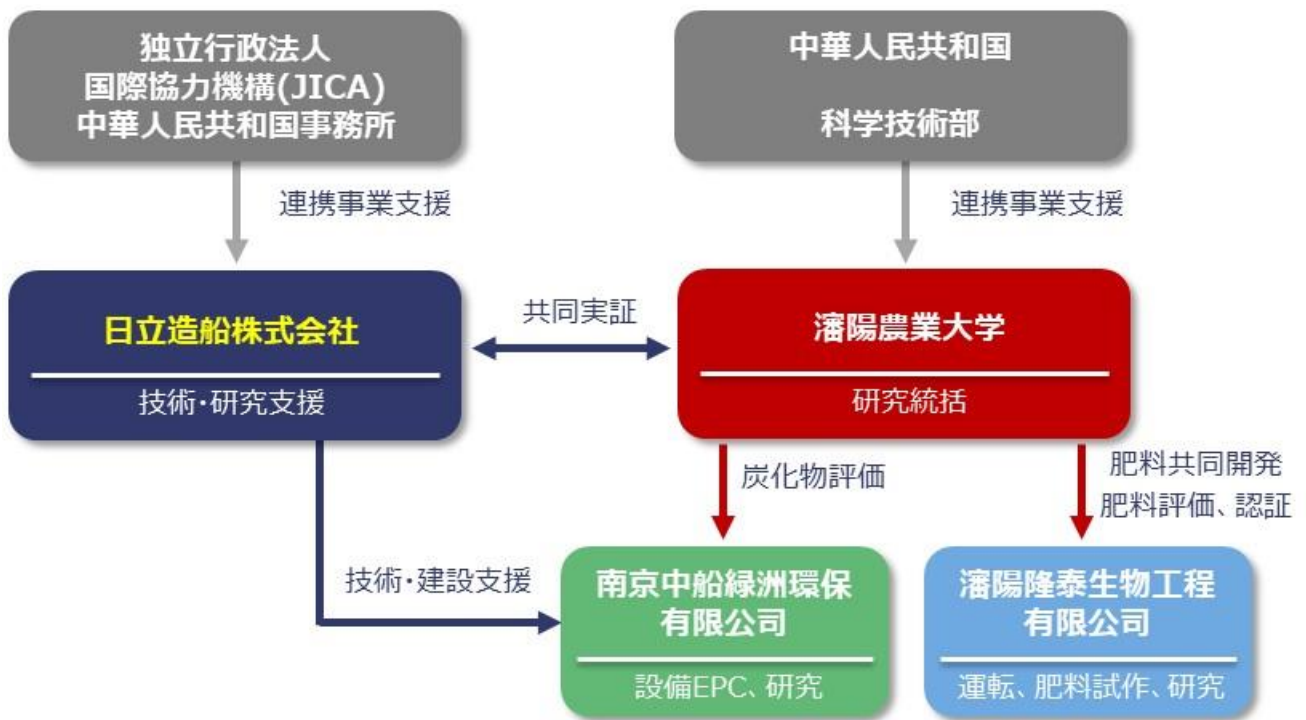 独立行政法人
国際協力機構(JICA)
中華人民共和国事務所
中華人民共和国
科学技術部
連携事業支援
連携事業支援
日立造船株式会社
技術・研究支援
共同実証
瀋陽農業大学
研究統括
炭化物評価
肥料共同開発
肥料評価、認証
技術・建設支援
南京中船緑洲環保
有限公司
設備EPC、研究
瀋陽隆泰生物工程
有限公司
運転、肥料試作、研究